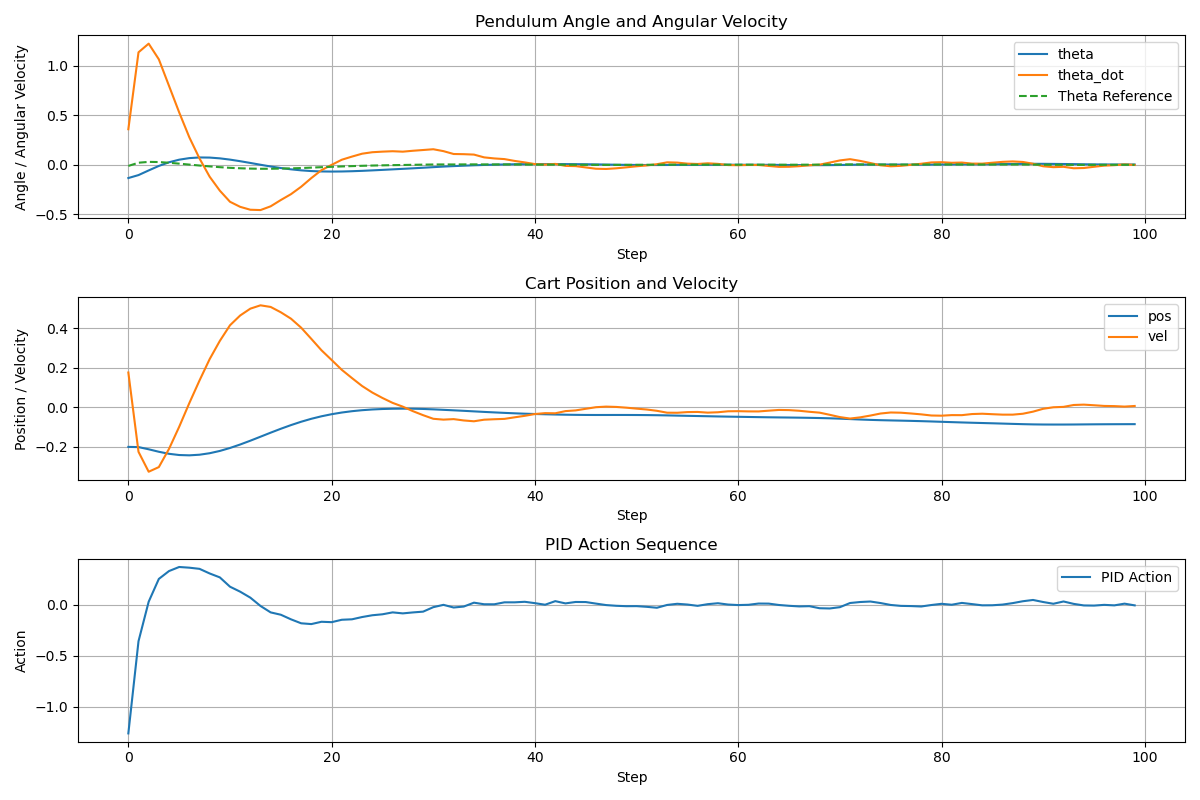 Pendulum Angle and Angular Velocity
Angle / Angular Velocity
1.0
0.5
0.0
−0.5
theta
theta_dot
Theta Reference
0 20 40 60 80 100
Step
Cart Position and Velocity
Position / Velocity
0.4
0.2
0.0
−0.2
pos
vel
0 20 40 60 80 100
Step
PID Action Sequence
Action
0.0
−0.5
−1.0
PID Action
0 20 40 60 80 100
Step